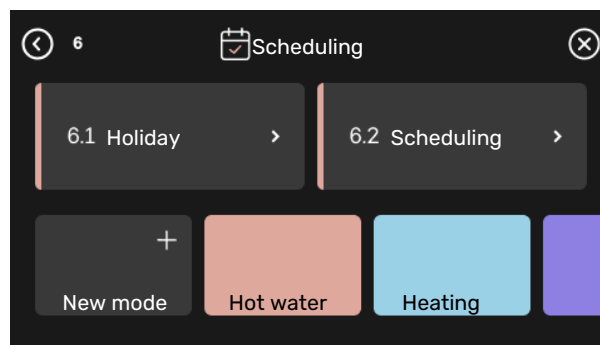 6 Scheduling
6.1 Holiday 6.2 Scheduling
New mode Hot water Heating